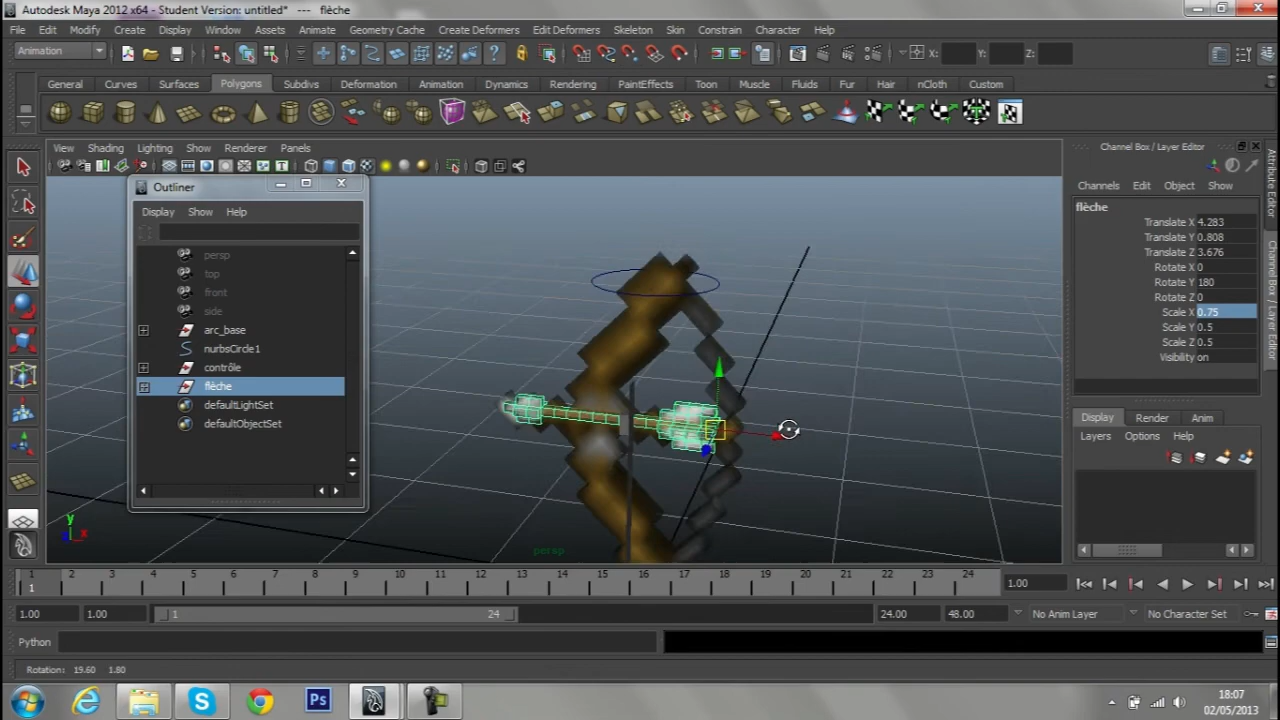 Autodesk Maya 2012 x64 - Student Version: untitled*   ---   flèche
File Edit Modify Create Display Window Assets Animate Geometry Cache Create Deformers Edit Deformers Skeleton Skin Constrain Character Help
Animation X: Y: Z:
General Curves Surfaces Polygons Subdivs Deformation Animation Dynamics Rendering PaintEffects Toon Muscle Fluids Fur Hair nCloth Custom
View Shading Lighting Show Renderer Panels
Channel Box / Layer Editor
Channels Edit Object Show
flèche
Translate X 4.283
Translate Y 0.808
Translate Z 3.676
Rotate X 0
Rotate Y 180
Rotate Z 0
Scale X 0.75
Scale Y 0.5
Scale Z 0.5
Visibility on
Attribute Editor
Channel Box / Layer Editor
Outliner
Display Show Help
persp
top
front
side
arc_base
nurbsCircle1
contrôle
flèche
defaultLightSet
defaultObjectSet
y
x
persp
Display Render Anim
Layers Options Help
1 2 3 4 5 6 7 8 9 10 11 12 13 14 15 16 17 18 19 20 21 22 23 24
1 1.00
1.00 1.00 1 24 24.00 48.00 No Anim Layer No Character Set
Python
Rotation: 19.60 1.80
Ps
18:07
02/05/2013